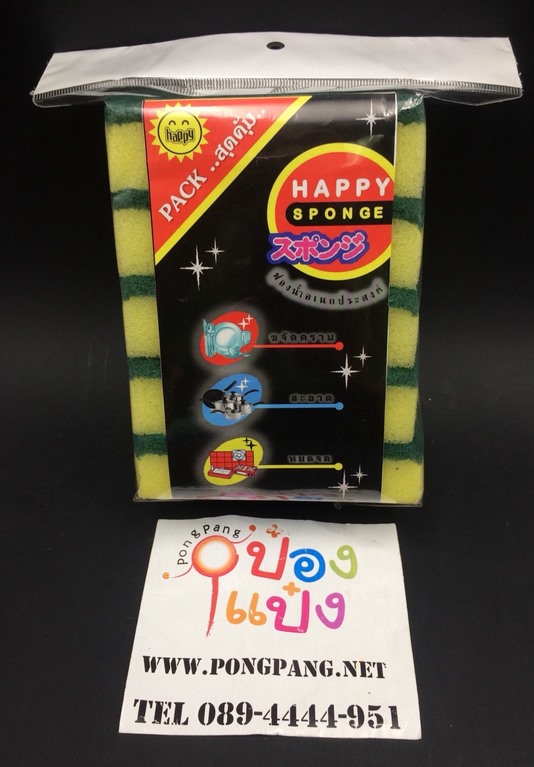 happy
PACK ..สุดคุ้ม..
HAPPY
SPONGE
スポンジ
ฟองน้ำอเนกประสงค์
ขจัดคราบ
สะอาด
หมดจด
pongpang
ป๋องแป๋ง
WWW.PONGPANG.NET
TEL 089-4444-951